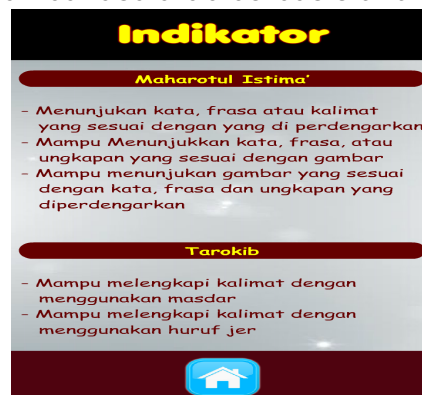 Indikator
Maharotul Istima'
- Menunjukan kata, frasa atau kalimat
yang sesuai dengan yang di perdengarkan
- Mampu Menunjukkan kata, frasa, atau
ungkapan yang sesuai dengan gambar
- Mampu menunjukan gambar yang sesuai
dengan kata, frasa dan ungkapan yang
diperdengarkan
Tarokib
- Mampu melengkapi kalimat dengan
menggunakan masdar
- Mampu melengkapi kalimat dengan
menggunakan huruf jer